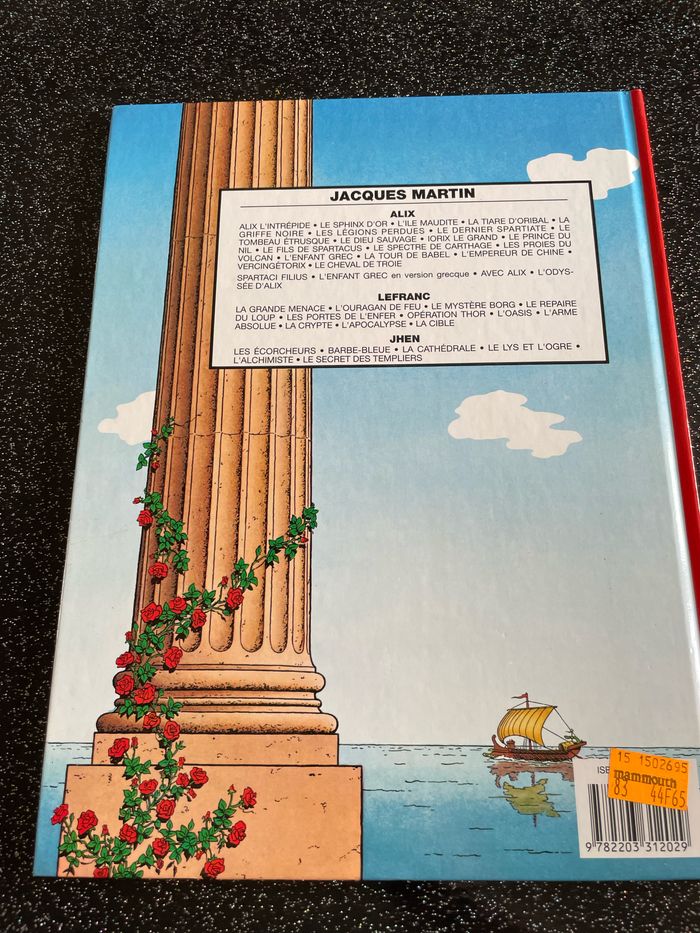 JACQUES MARTIN
ALIX
ALIX L'INTRÉPIDE • LE SPHINX D'OR • L'ILE MAUDITE • LA TIARE D'ORIBAL • LA
GRIFFE NOIRE • LES LÉGIONS PERDUES • LE DERNIER SPARTIATE • LE
TOMBEAU ÉTRUSQUE • LE DIEU SAUVAGE • IORIX LE GRAND • LE PRINCE DU
NIL • LE FILS DE SPARTACUS • LE SPECTRE DE CARTHAGE • LES PROIES DU
VOLCAN • L'ENFANT GREC • LA TOUR DE BABEL • L'EMPEREUR DE CHINE •
VERCINGÉTORIX • LE CHEVAL DE TROIE
SPARTACI FILIUS • L'ENFANT GREC en version grecque • AVEC ALIX • L'ODYS-
SÉE D'ALIX
LEFRANC
LA GRANDE MENACE • L'OURAGAN DE FEU • LE MYSTÈRE BORG • LE REPAIRE
DU LOUP • LES PORTES DE L'ENFER • OPÉRATION THOR • L'OASIS • L'ARME
ABSOLUE • LA CRYPTE • L'APOCALYPSE • LA CIBLE
JHEN
LES ÉCORCHEURS • BARBE-BLEUE • LA CATHÉDRALE • LE LYS ET L'OGRE •
L'ALCHIMISTE • LE SECRET DES TEMPLIERS
15 1502695
mammouth
83 44F65
9 782203 312029